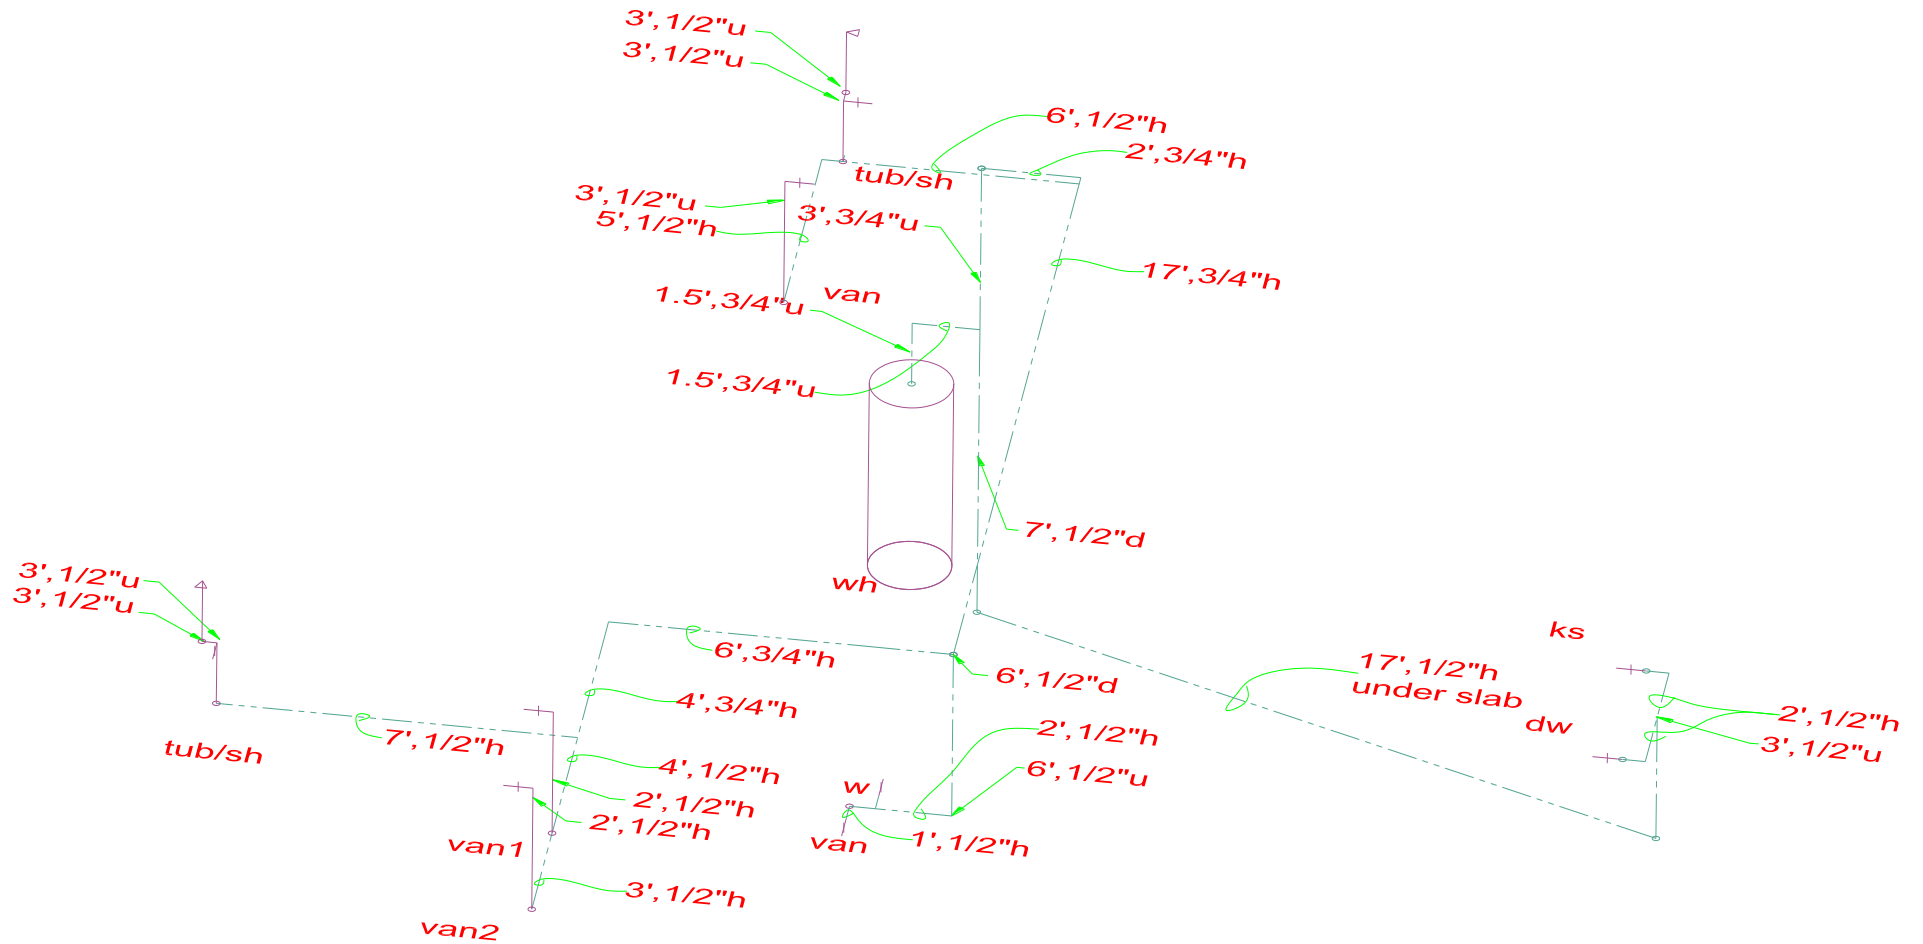 3',1/2"u
3',1/2"u
6',1/2"h
2',3/4"h
tub/sh
3',1/2"u
5',1/2"h
3',3/4"u
17',3/4"h
van
1.5',3/4"u
1.5',3/4"u
7',1/2"d
wh
3',1/2"u
3',1/2"u
ks
6',3/4"h
17',1/2"h
under slab
6',1/2"d
4',3/4"h
dw
2',1/2"h
3',1/2"u
7',1/2"h
tub/sh
2',1/2"h
4',1/2"h
6',1/2"u
w
2',1/2"h
2',1/2"h
van1
van
1',1/2"h
3',1/2"h
van2